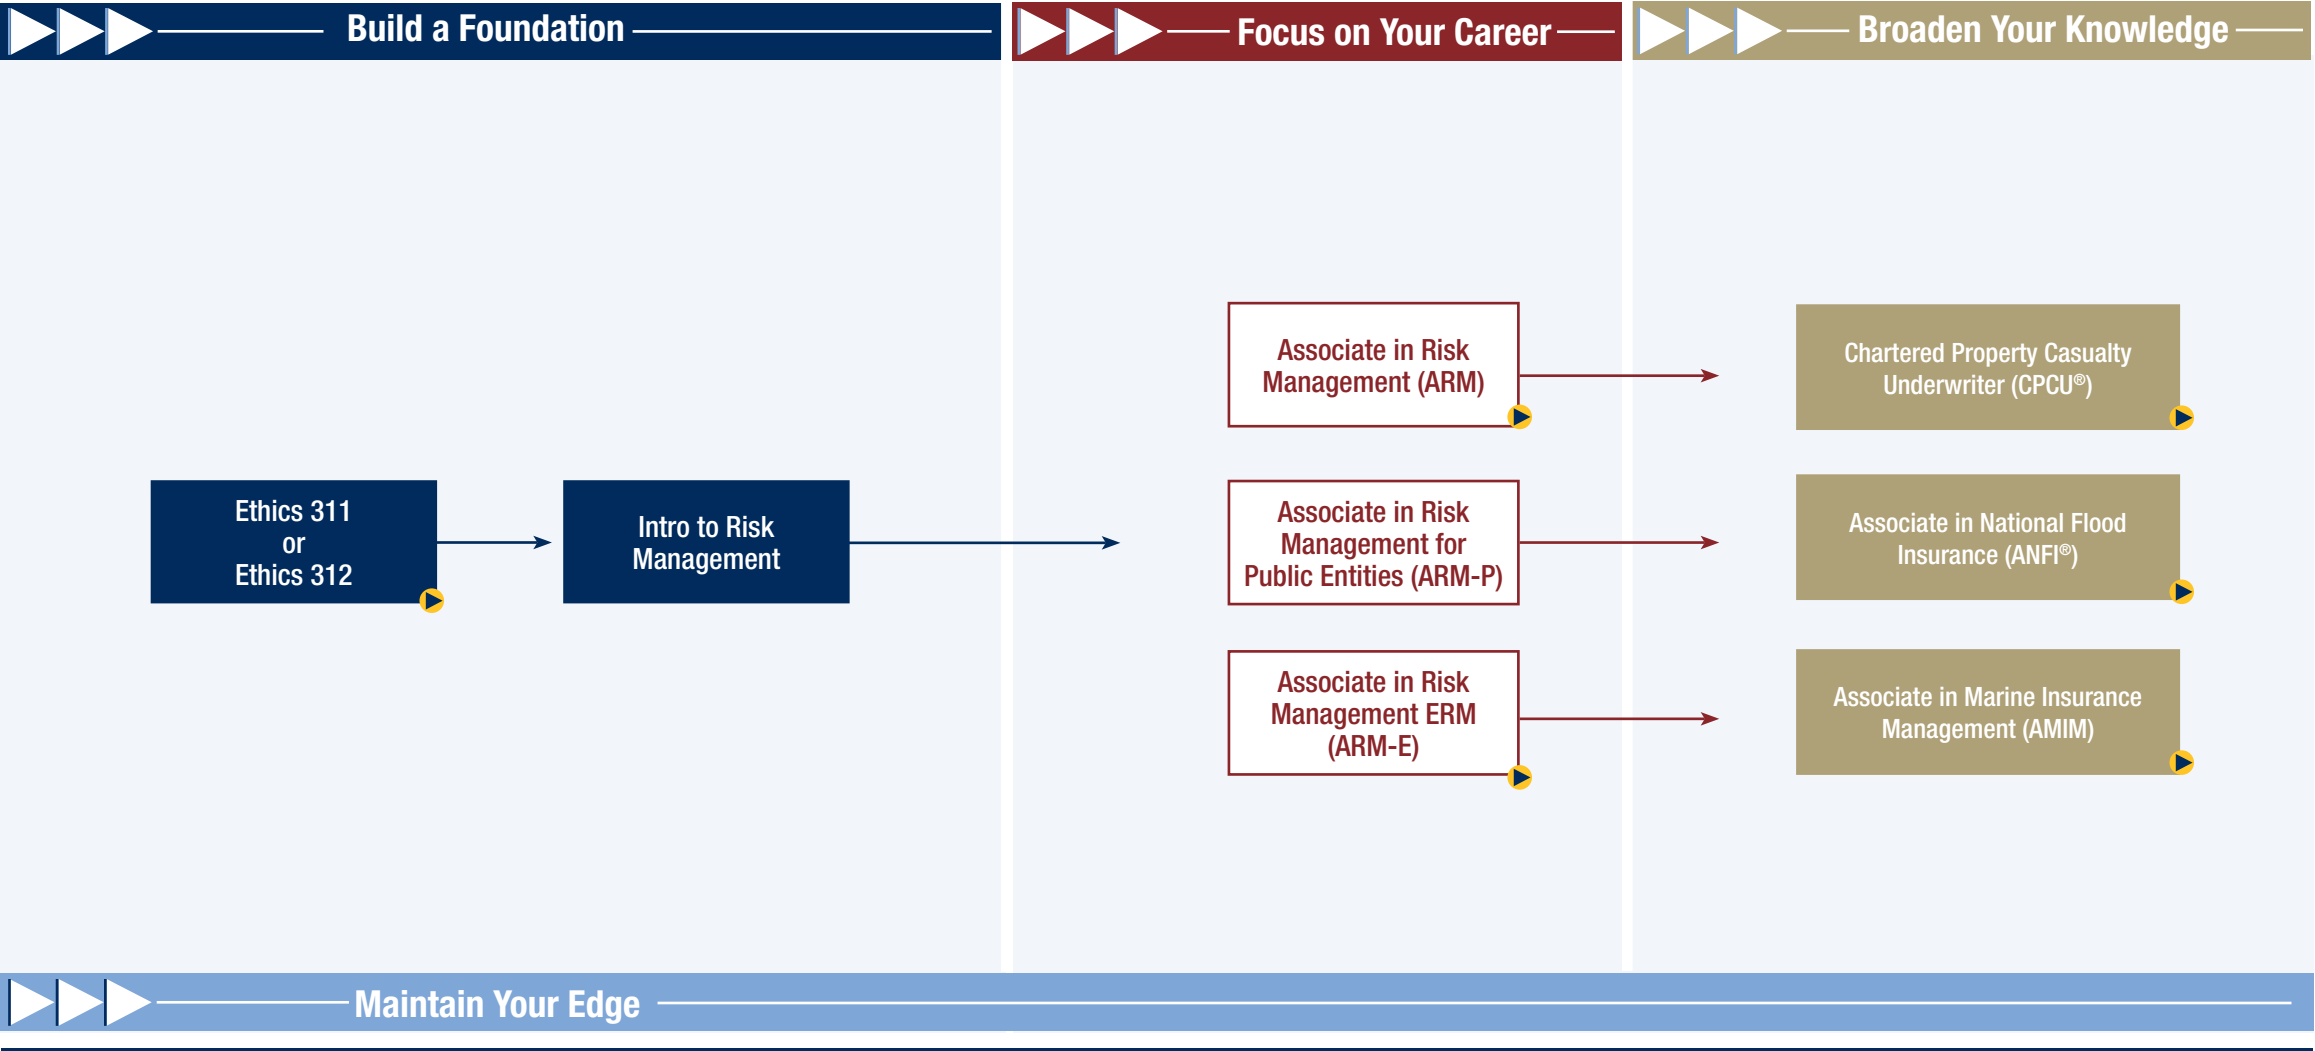 Build a Foundation
Focus on Your Career
Broaden Your Knowledge
Ethics 311
or
Ethics 312
Intro to Risk
Management
Associate in Risk
Management (ARM)
Associate in Risk
Management for
Public Entities (ARM-P)
Associate in Risk
Management ERM
(ARM-E)
Chartered Property Casualty
Underwriter (CPCU®)
Associate in National Flood
Insurance (ANFI®)
Associate in Marine Insurance
Management (AMIM)
Maintain Your Edge